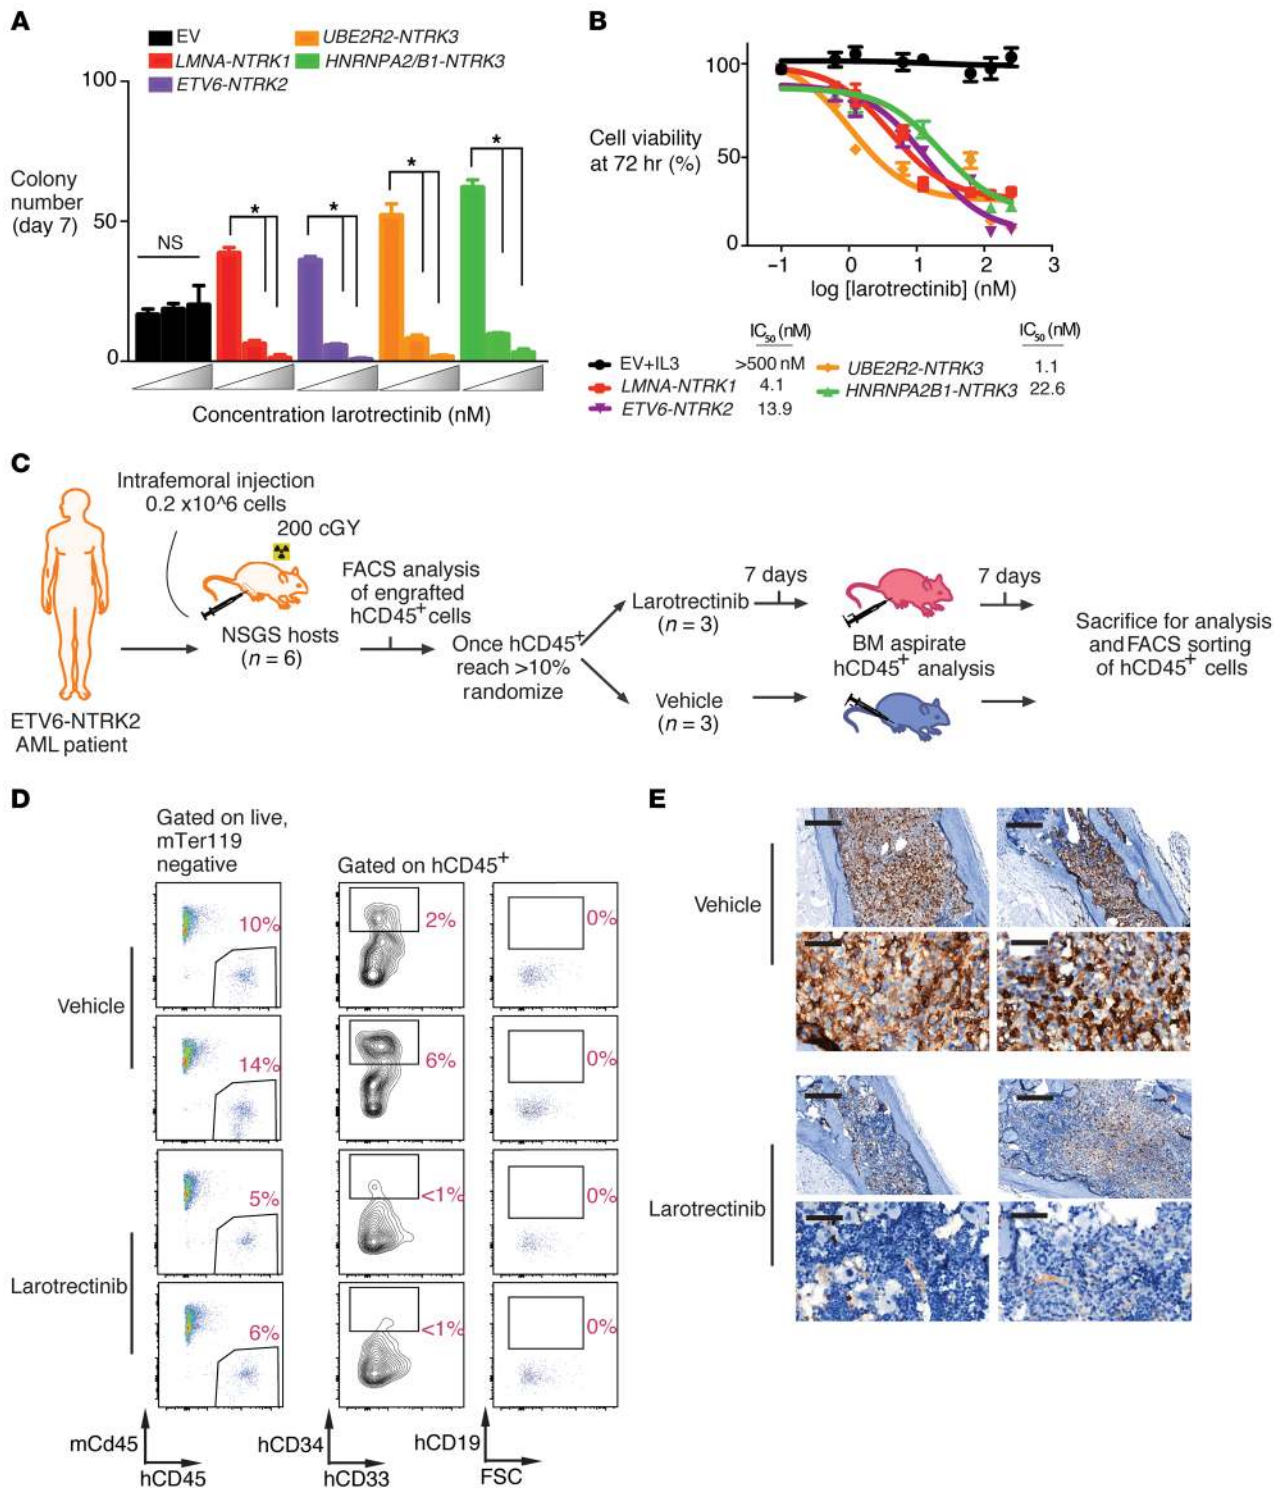 A
EV
UBE2R2-NTRK3
LMNA-NTRK1
HNRNPA2/B1-NTRK3
ETV6-NTRK2
100
50
0
Colony
number
(day 7)
NS
*
*
*
*
Concentration larotrectinib (nM)
B
100
50
0
Cell viability
at 72 hr (%)
−1 0 1 2 3
log [larotrectinib] (nM)
IC50 (nM) IC50 (nM)
EV+IL3 >500 nM UBE2R2-NTRK3 1.1
LMNA-NTRK1 4.1 HNRNPA2B1-NTRK3 22.6
ETV6-NTRK2 13.9
C
Intrafemoral injection
0.2 x10^6 cells
200 cGY
NSGS hosts
(n = 6)
ETV6-NTRK2
AML patient
FACS analysis
of engrafted
hCD45+ cells
Once hCD45+
reach >10%
randomize
Larotrectinib
(n = 3)
Vehicle
(n = 3)
7 days
BM aspirate
hCD45+ analysis
7 days
Sacrifice for analysis
and FACS sorting
of hCD45+ cells
D
Gated on live,
mTer119
negative
Gated on hCD45+
Vehicle
10% 2% 0%
14% 6% 0%
Larotrectinib
5% <1% 0%
6% <1% 0%
mCd45 hCD34 hCD19
hCD45 hCD33 FSC
E
Vehicle
Larotrectinib